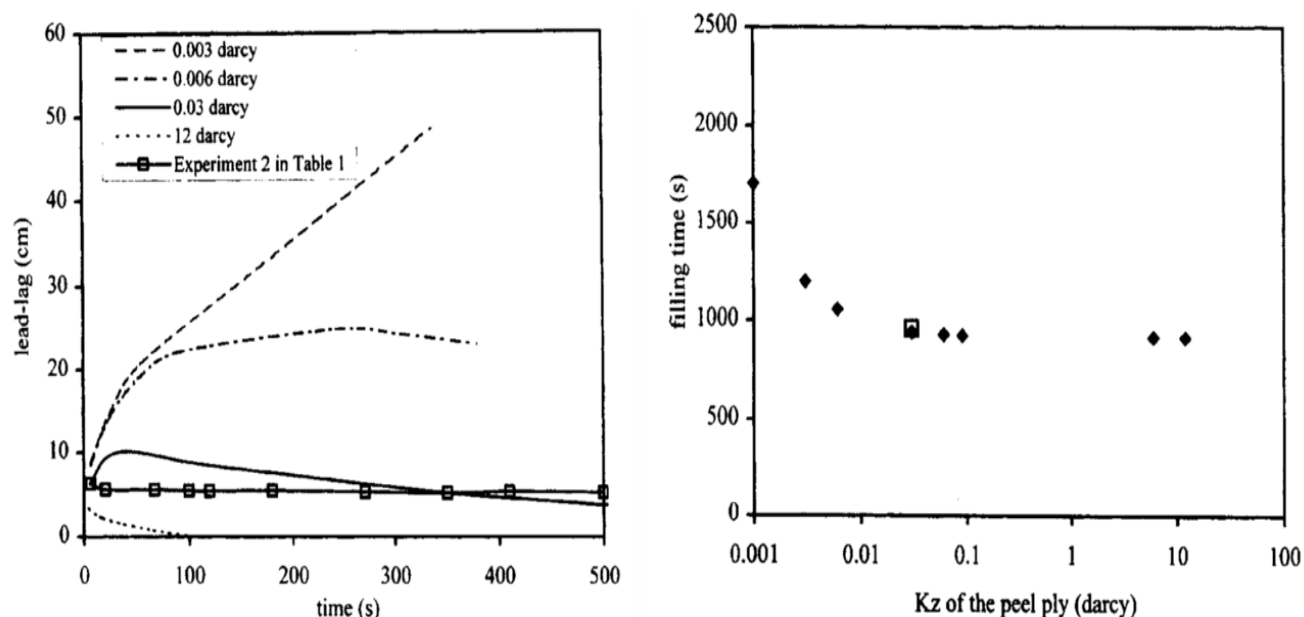 60
50
40
30
20
10
0
lead-lag (cm)
0.003 darcy
0.006 darcy
0.03 darcy
12 darcy
Experiment 2 in Table 1
0 100 200 300 400 500
time (s)
2500
2000
1500
1000
500
0
filling time (s)
0.001 0.01 0.1 1 10 100
Kz of the peel ply (darcy)